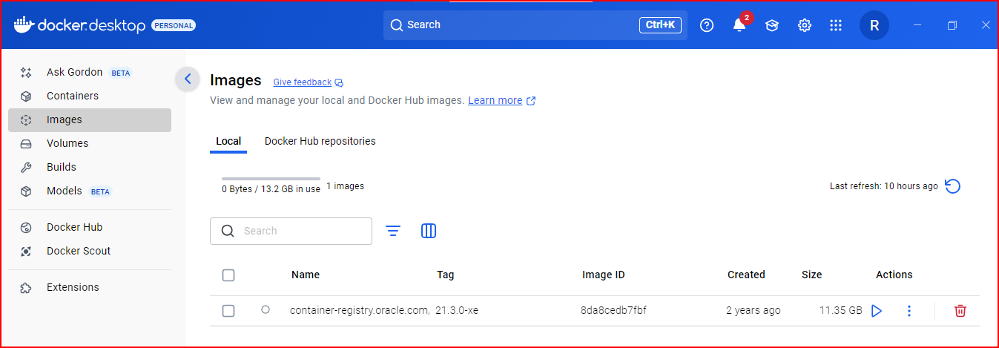 docker.desktop PERSONAL
Search Ctrl+K
2
R
Ask Gordon BETA
Containers
Images
Volumes
Builds
Models BETA
Docker Hub
Docker Scout
Extensions
Images Give feedback
View and manage your local and Docker Hub images. Learn more
Local Docker Hub repositories
0 Bytes / 13.2 GB in use 1 images
Last refresh: 10 hours ago
Search
Name Tag Image ID Created Size Actions
container-registry.oracle.com, 21.3.0-xe 8da8cedb7fbf 2 years ago 11.35 GB